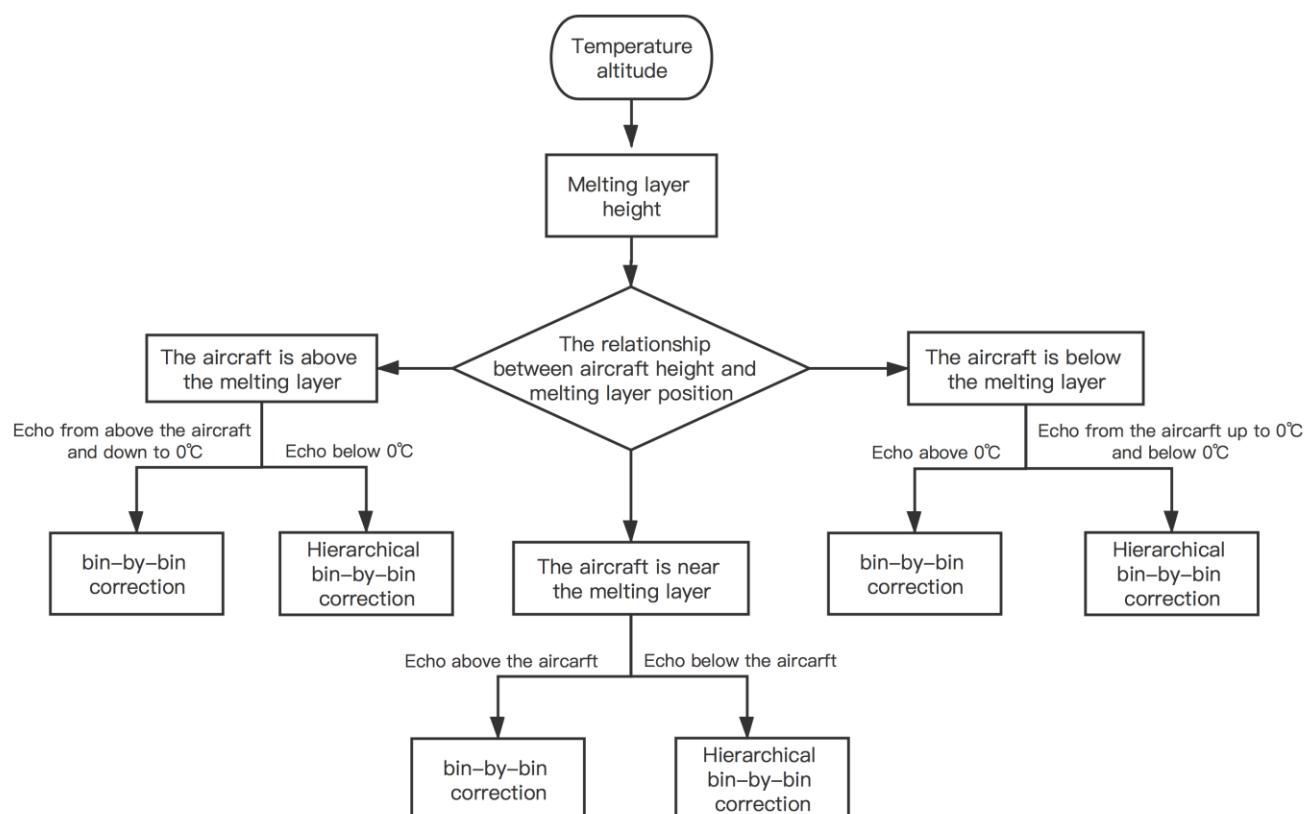 Temperature
altitude
Melting layer
height
The relationship
between aircraft height and
melting layer position
The aircraft is above
the melting layer
The aircraft is below
the melting layer
Echo from above the aircraft
and down to 0℃
Echo below 0℃
Echo above 0℃
Echo from the aircarft up to 0℃
and below 0℃
bin-by-bin
correction
Hierarchical
bin-by-bin
correction
The aircraft is near
the melting layer
bin-by-bin
correction
Hierarchical
bin-by-bin
correction
Echo above the aircarft
Echo below the aircarft
bin-by-bin
correction
Hierarchical
bin-by-bin
correction